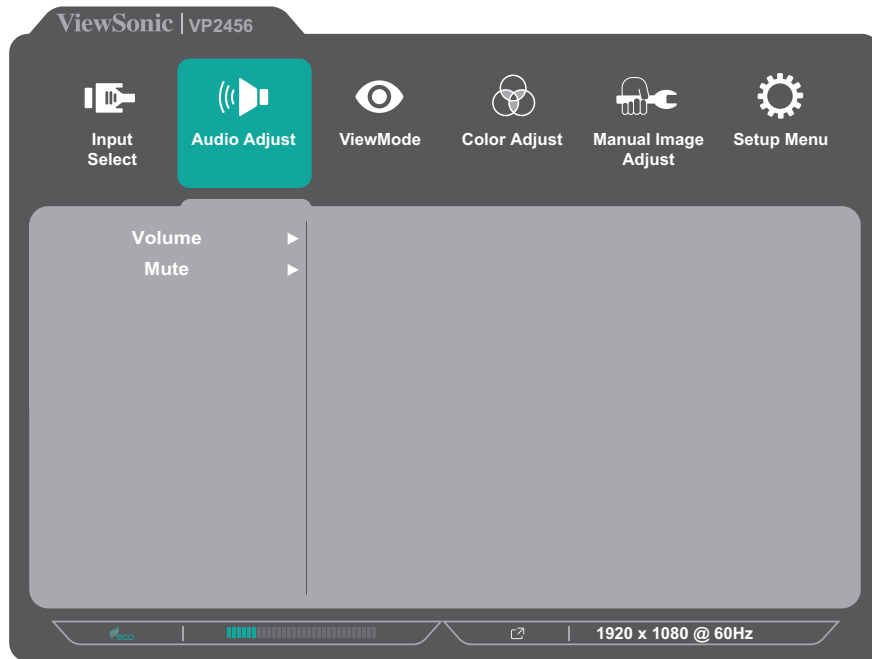 ViewSonic | VP2456
Input Select
Audio Adjust
ViewMode
Color Adjust
Manual Image Adjust
Setup Menu
Volume
Mute
eco
1920 x 1080 @ 60Hz